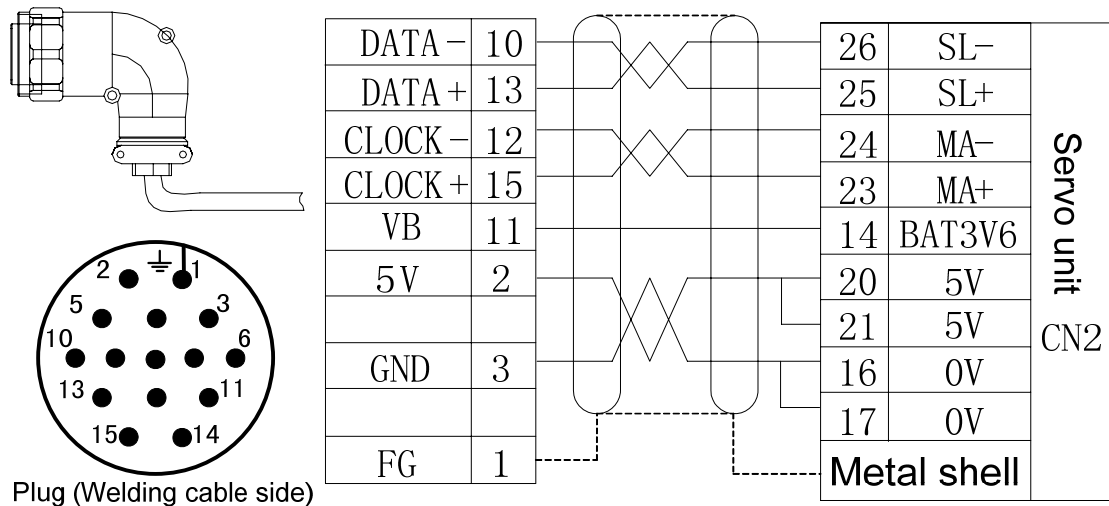 DATA- 10
DATA+ 13
CLOCK- 12
CLOCK+ 15
VB 11
5V 2
GND 3
FG 1
26 SL-
25 SL+
24 MA-
23 MA+
14 BAT3V6
20 5V
21 5V
16 0V
17 0V
Metal shell
Servo unit
CN2
2 1
5 3
10 6
13 11
15 14
Plug (Welding cable side)